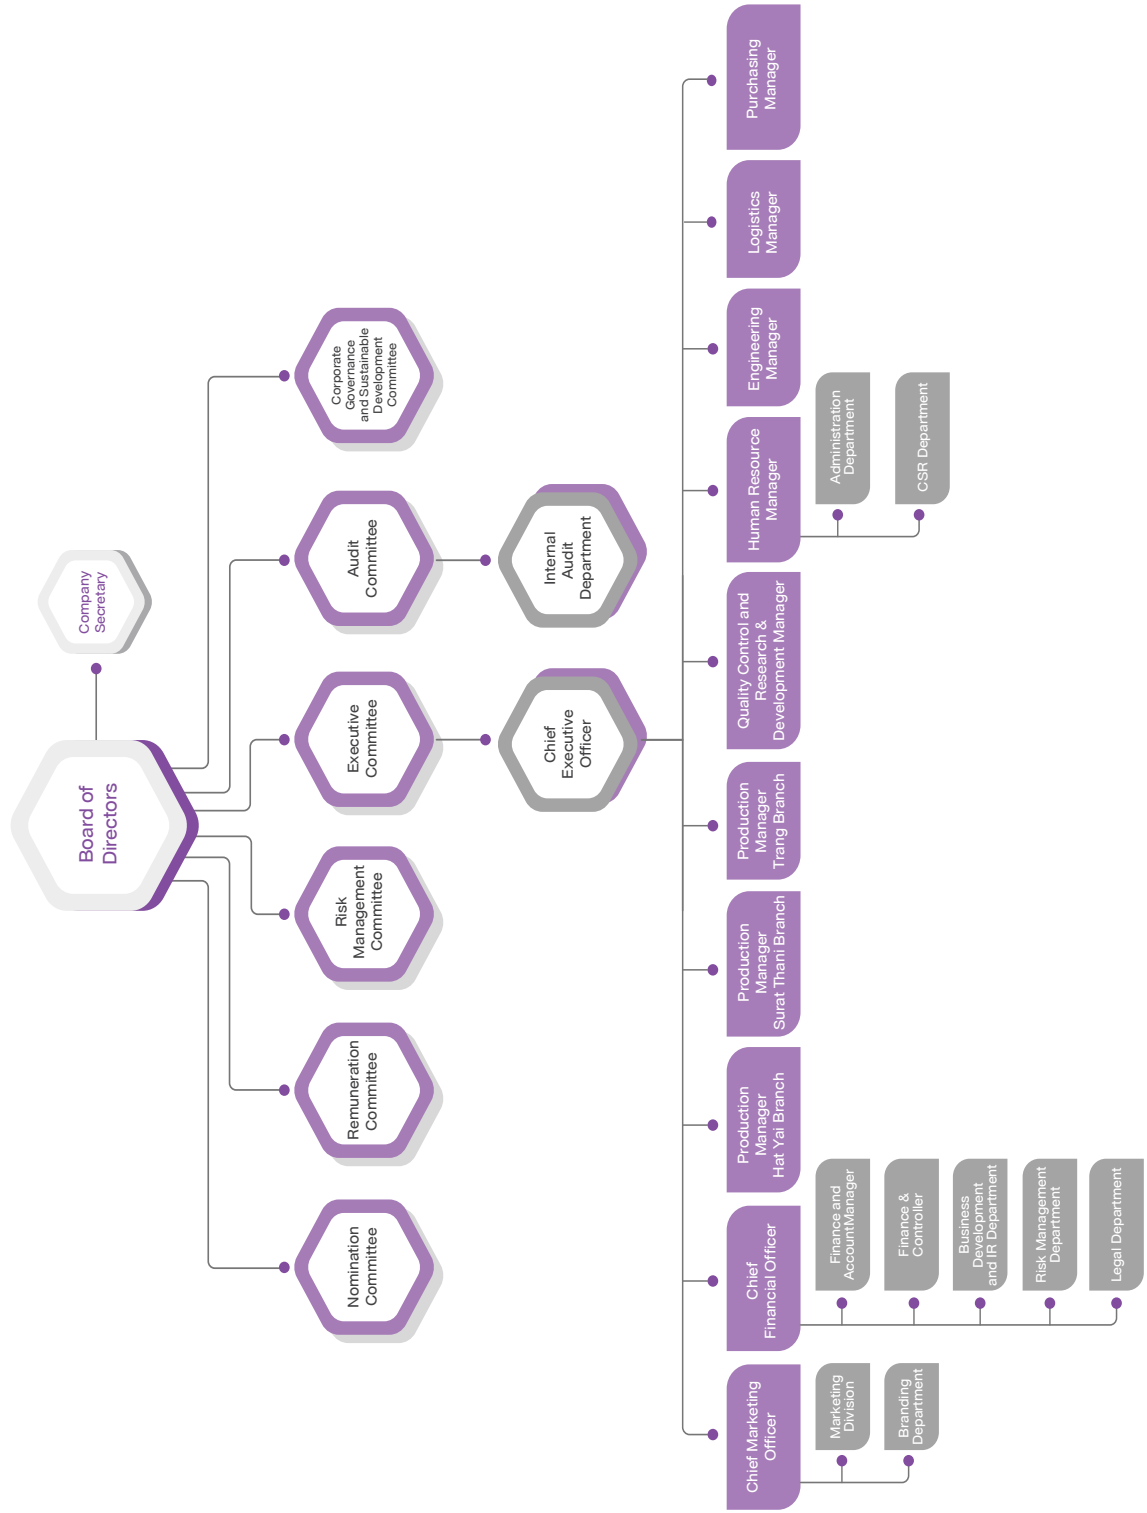 Board of
Directors
Company
Secretary
Nomination
Committee
Remuneration
Committee
Risk
Management
Committee
Executive
Committee
Audit
Committee
Corporate
Governance
and Sustainable
Development
Committee
Chief
Executive
Officer
Internal
Audit
Department
Chief Marketing
Officer
Marketing
Division
Branding
Department
Chief
Financial Officer
Finance and
AccountManager
Finance &
Controller
Business
Development
and IR Department
Risk Management
Department
Legal Department
Production
Manager
Hat Yai Branch
Production
Manager
Surat Thani Branch
Production
Manager
Trang Branch
Quality Control and
Research &
Development Manager
Human Resource
Manager
Administration
Department
CSR Department
Engineering
Manager
Logistics
Manager
Purchasing
Manager